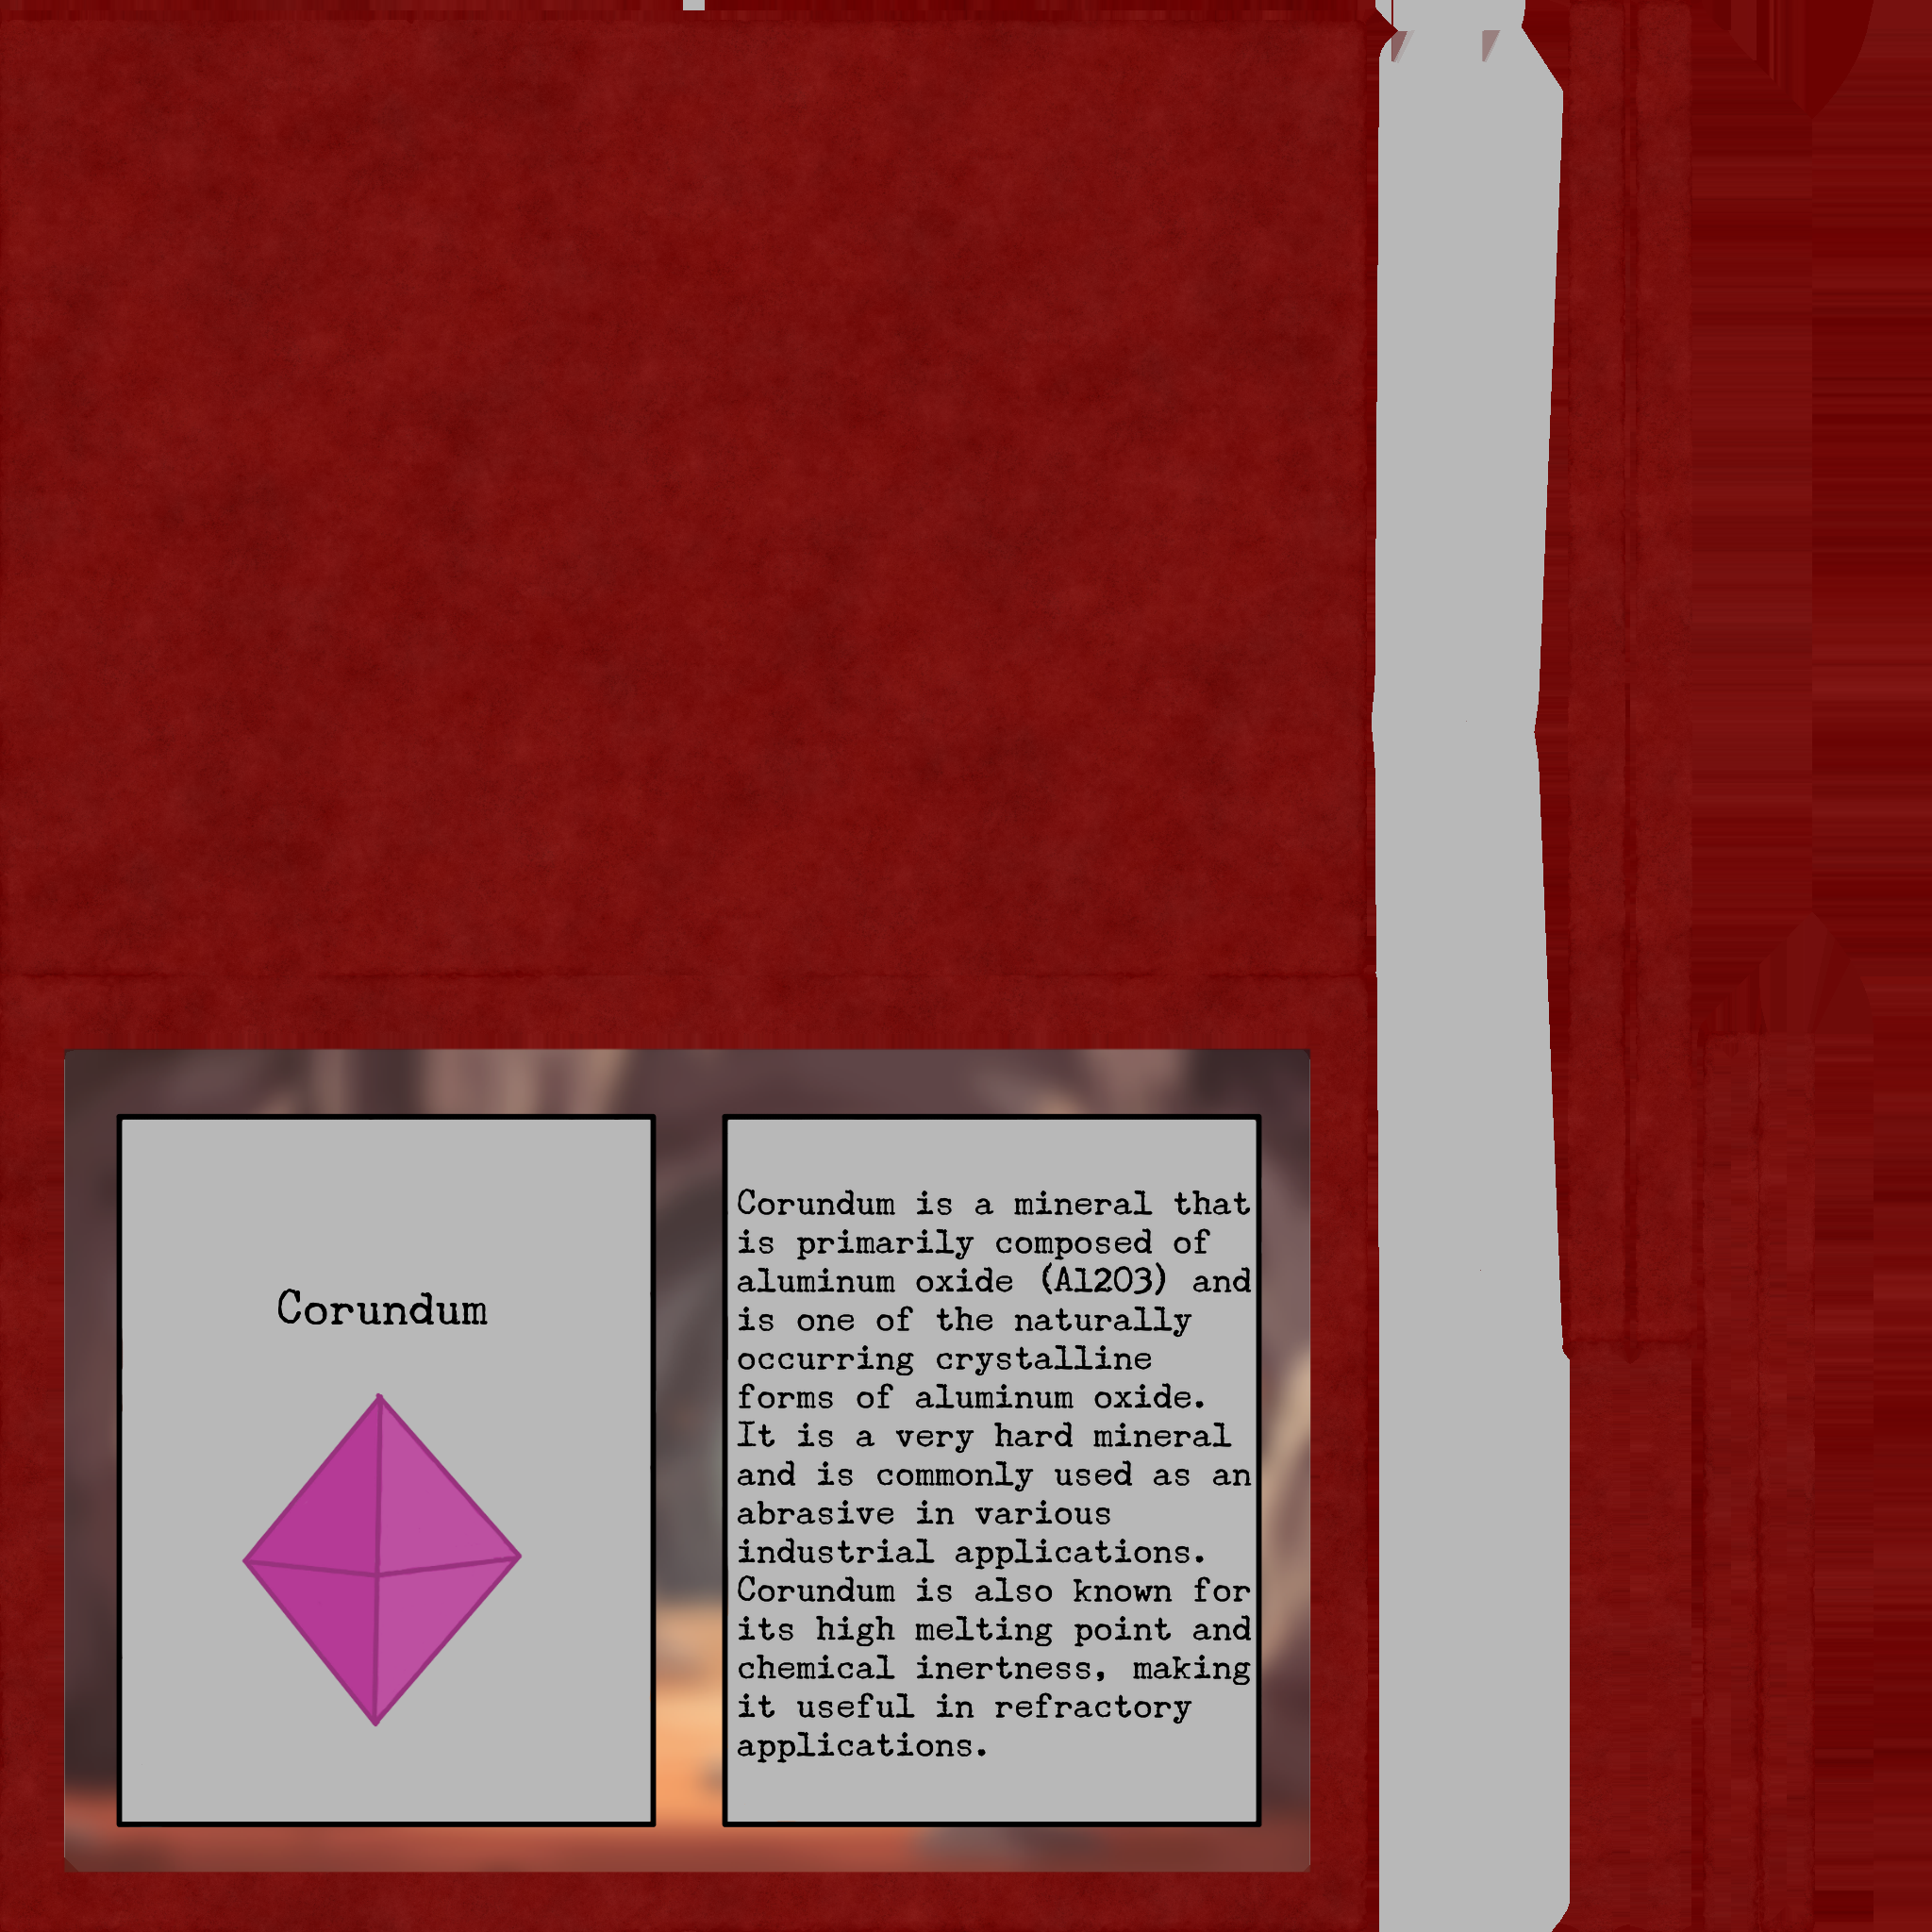 Corundum
Corundum is a mineral that
is primarily composed of
aluminum oxide (Al2O3) and
is one of the naturally
occurring crystalline
forms of aluminum oxide.
It is a very hard mineral
and is commonly used as an
abrasive in various
industrial applications.
Corundum is also known for
its high melting point and
chemical inertness, making
it useful in refractory
applications.